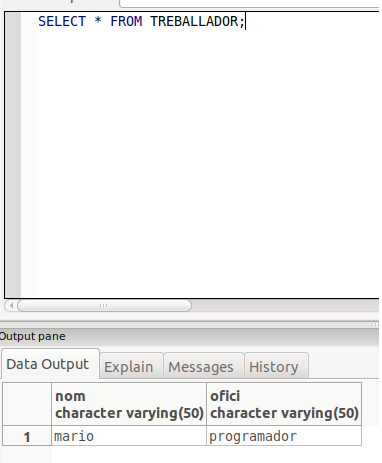 SELECT * FROM TREBALLADOR;
Output pane
Data Output Explain Messages History
nom ofici
character varying(50) character varying(50)
1 mario programador